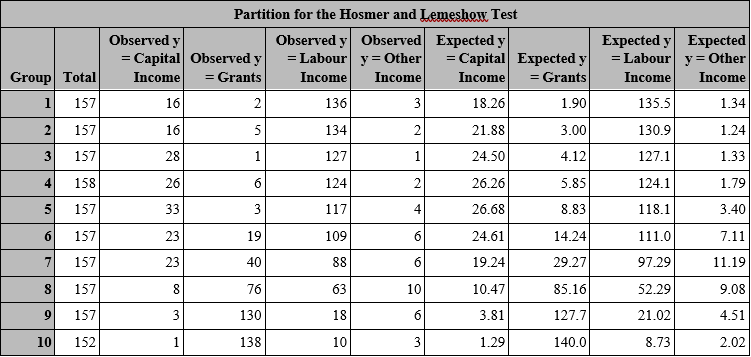 Partition for the Hosmer and Lemeshow Test
Group Total Observed y = Capital Income Observed y = Grants Observed y = Labour Income Observed y = Other Income Expected y = Capital Income Expected y = Grants Expected y = Labour Income Expected y = Other Income
1 157 16 2 136 3 18.26 1.90 135.5 1.34
2 157 16 5 134 2 21.88 3.00 130.9 1.24
3 157 28 1 127 1 24.50 4.12 127.1 1.33
4 158 26 6 124 2 26.26 5.85 124.1 1.79
5 157 33 3 117 4 26.68 8.83 118.1 3.40
6 157 23 19 109 6 24.61 14.24 111.0 7.11
7 157 23 40 88 6 19.24 29.27 97.29 11.19
8 157 8 76 63 10 10.47 85.16 52.29 9.08
9 157 3 130 18 6 3.81 127.7 21.02 4.51
10 152 1 138 10 3 1.29 140.0 8.73 2.02